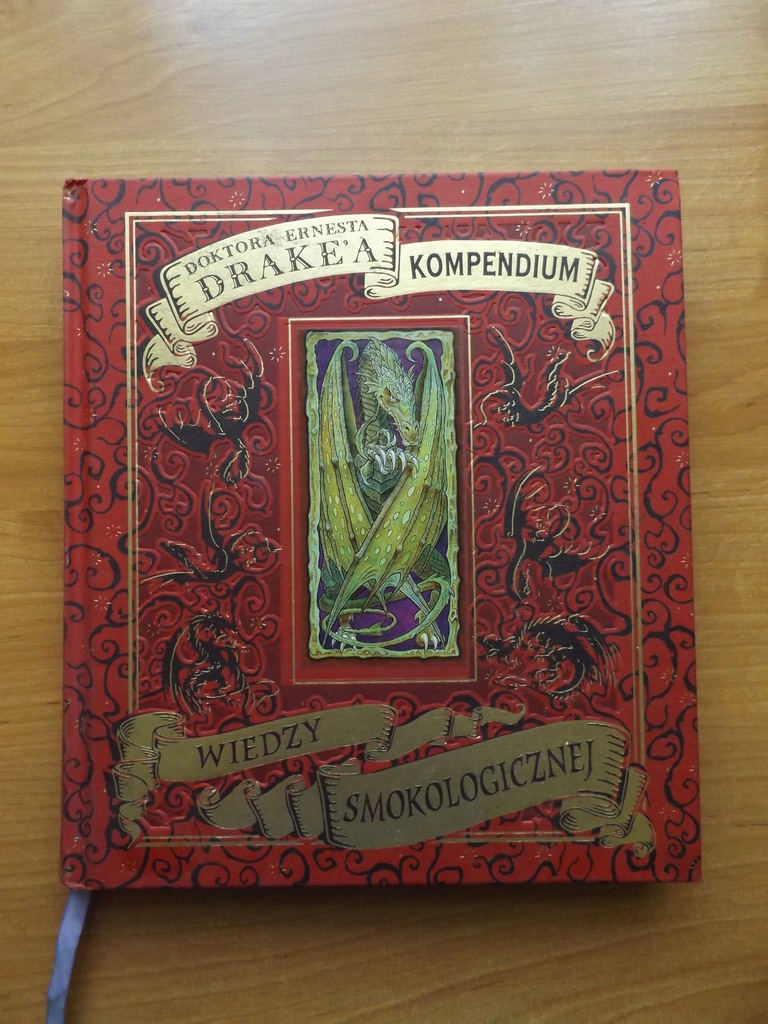 DOKTORA ERNESTA
DRAKE'A
KOMPENDIUM
WIEDZY
SMOKOLOGICZNEJ